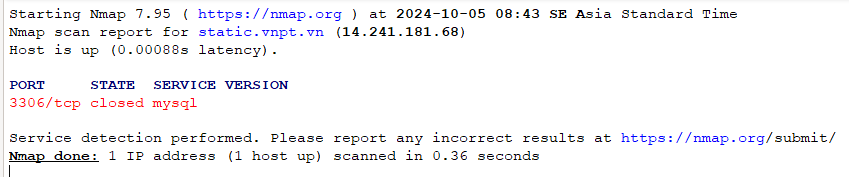 Starting Nmap 7.95 ( https://nmap.org ) at 2024-10-05 08:43 SE Asia Standard Time
Nmap scan report for static.vnpt.vn (14.241.181.68)
Host is up (0.00088s latency).
PORT     STATE  SERVICE VERSION
3306/tcp closed mysql
Service detection performed. Please report any incorrect results at https://nmap.org/submit/
Nmap done: 1 IP address (1 host up) scanned in 0.36 seconds